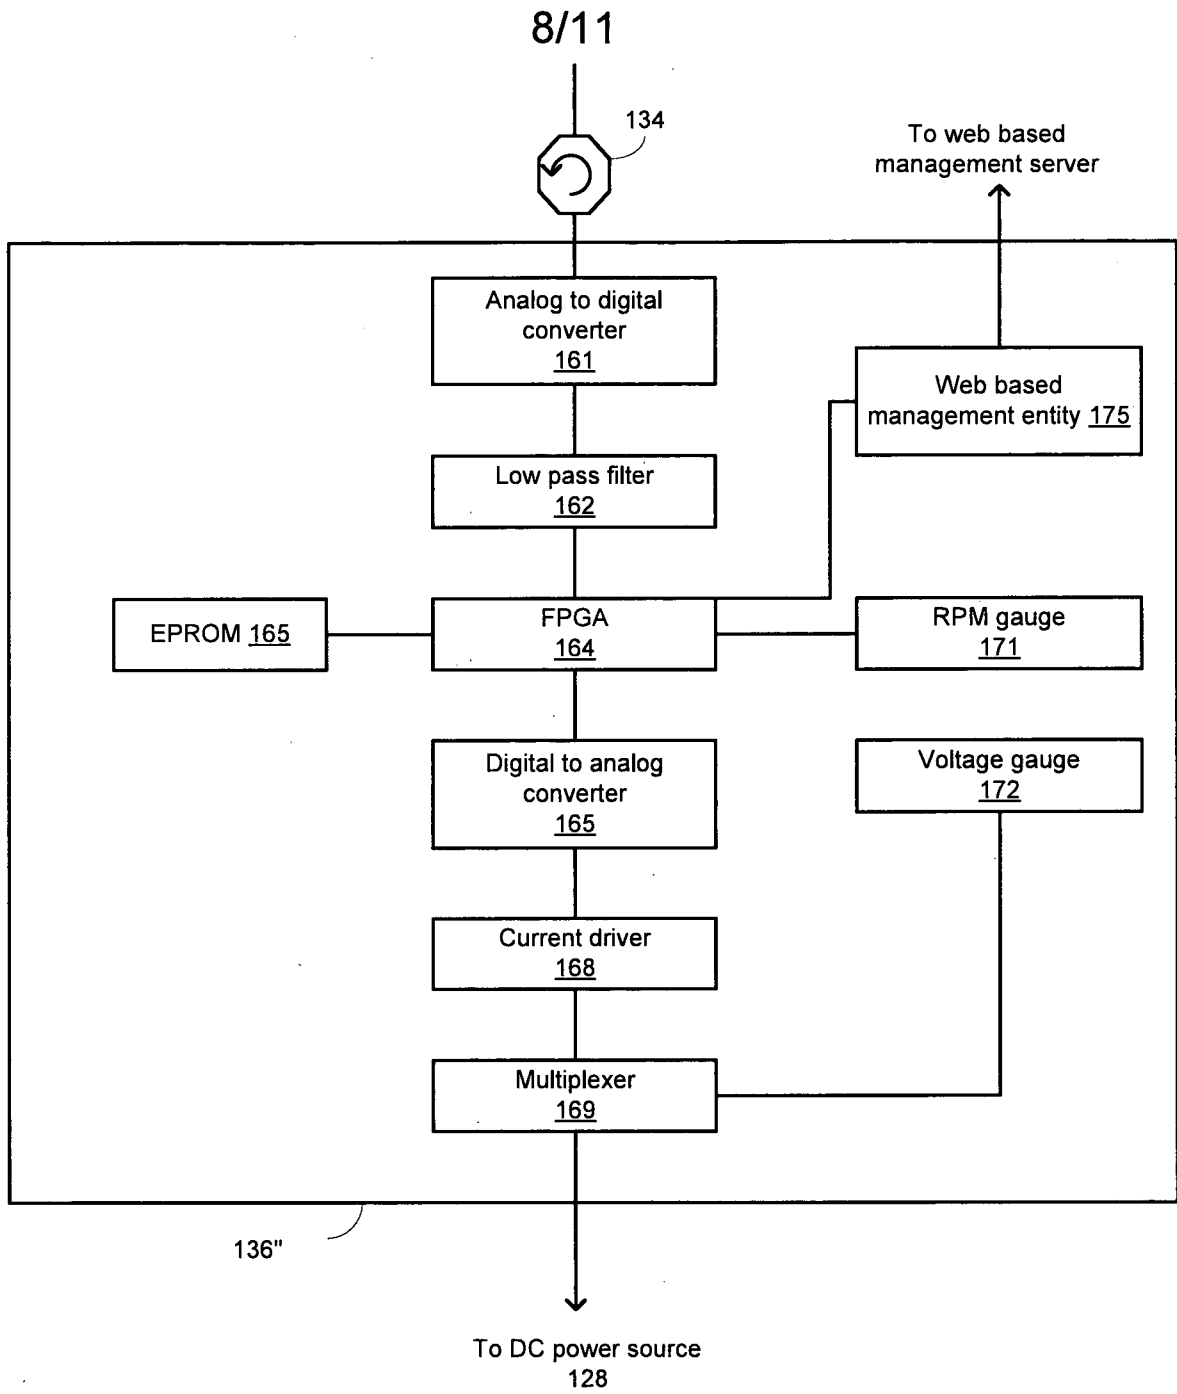 8/11
134
To web based
management server
Analog to digital
converter
161
Web based
management entity 175
Low pass filter
162
EPROM 165
FPGA
164
RPM gauge
171
Digital to analog
converter
165
Voltage gauge
172
Current driver
168
Multiplexer
169
136"
To DC power source
128